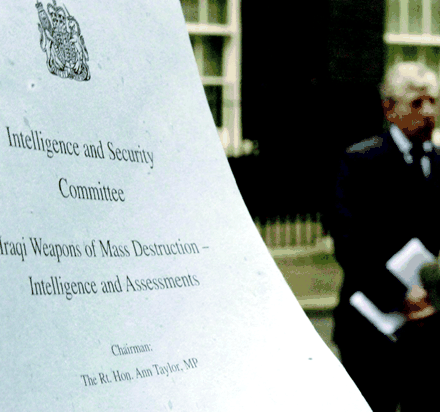 Intelligence and Security
Committee
Iraqi Weapons of Mass Destruction –
Intelligence and Assessments
Chairman:
The Rt. Hon. Ann Taylor, MP